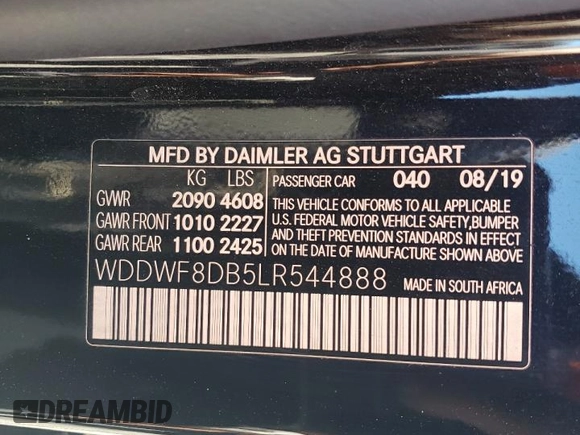 MFD BY DAIMLER AG STUTTGART
KG LBS
GVWR 2090 4608
GAWR FRONT 1010 2227
GAWR REAR 1100 2425
PASSENGER CAR 040 08/19
THIS VEHICLE CONFORMS TO ALL APPLICABLE
U.S. FEDERAL MOTOR VEHICLE SAFETY,BUMPER
AND THEFT PREVENTION STANDARDS IN EFFECT
ON THE DATE OF MANUFACTURE SHOWN ABOVE
WDDWF8DB5LR544888 MADE IN SOUTH AFRICA
DREAMBID